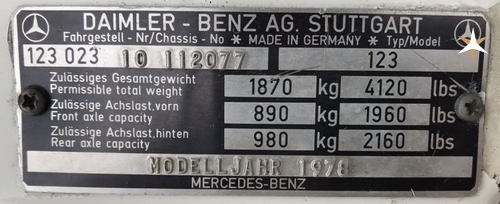 DAIMLER - BENZ AG. STUTTGART
Fahrgestell - Nr/Chassis - No * MADE IN GERMANY * Typ/Model
123 023 10 112077 123
Zulässiges Gesamtgewicht
Permissible total weight 1870 kg 4120 lbs
Zulässige Achslast,vorn
Front axle capacity 890 kg 1960 lbs
Zulässige Achslast,hinten
Rear axle capacity 980 kg 2160 lbs
MODELLJAHR 1978
MERCEDES-BENZ